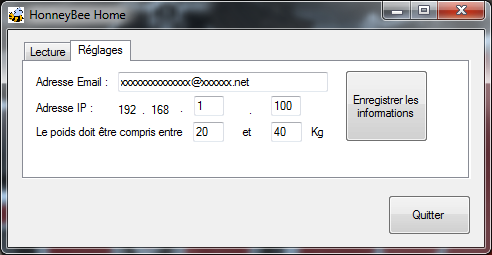 HonneyBee Home
Lecture Réglages
Adresse Email : xxxxxxxxxxxxx@xxxxxx.net
Adresse IP : 192 . 168 . 1 . 100
Le poids doit être compris entre 20 et 40 Kg
Enregistrer les
informations
Quitter